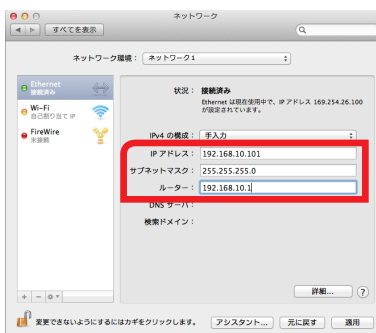 ネットワーク
すべてを表示
ネットワーク環境： ネットワーク1
Ethernet
接続済み
Wi-Fi
自己割り当て IP
FireWire
未接続
状況： 接続済み
Ethernet は現在使用中で、IP アドレス 169.254.26.100
が設定されています。
IPv4 の構成： 手入力
IP アドレス： 192.168.10.101
サブネットマスク： 255.255.255.0
ルーター： 192.168.10.1
DNS サーバ：
検索ドメイン：
詳細... ?
変更できないようにするにはカギをクリックします。 アシスタント... 元に戻す 適用